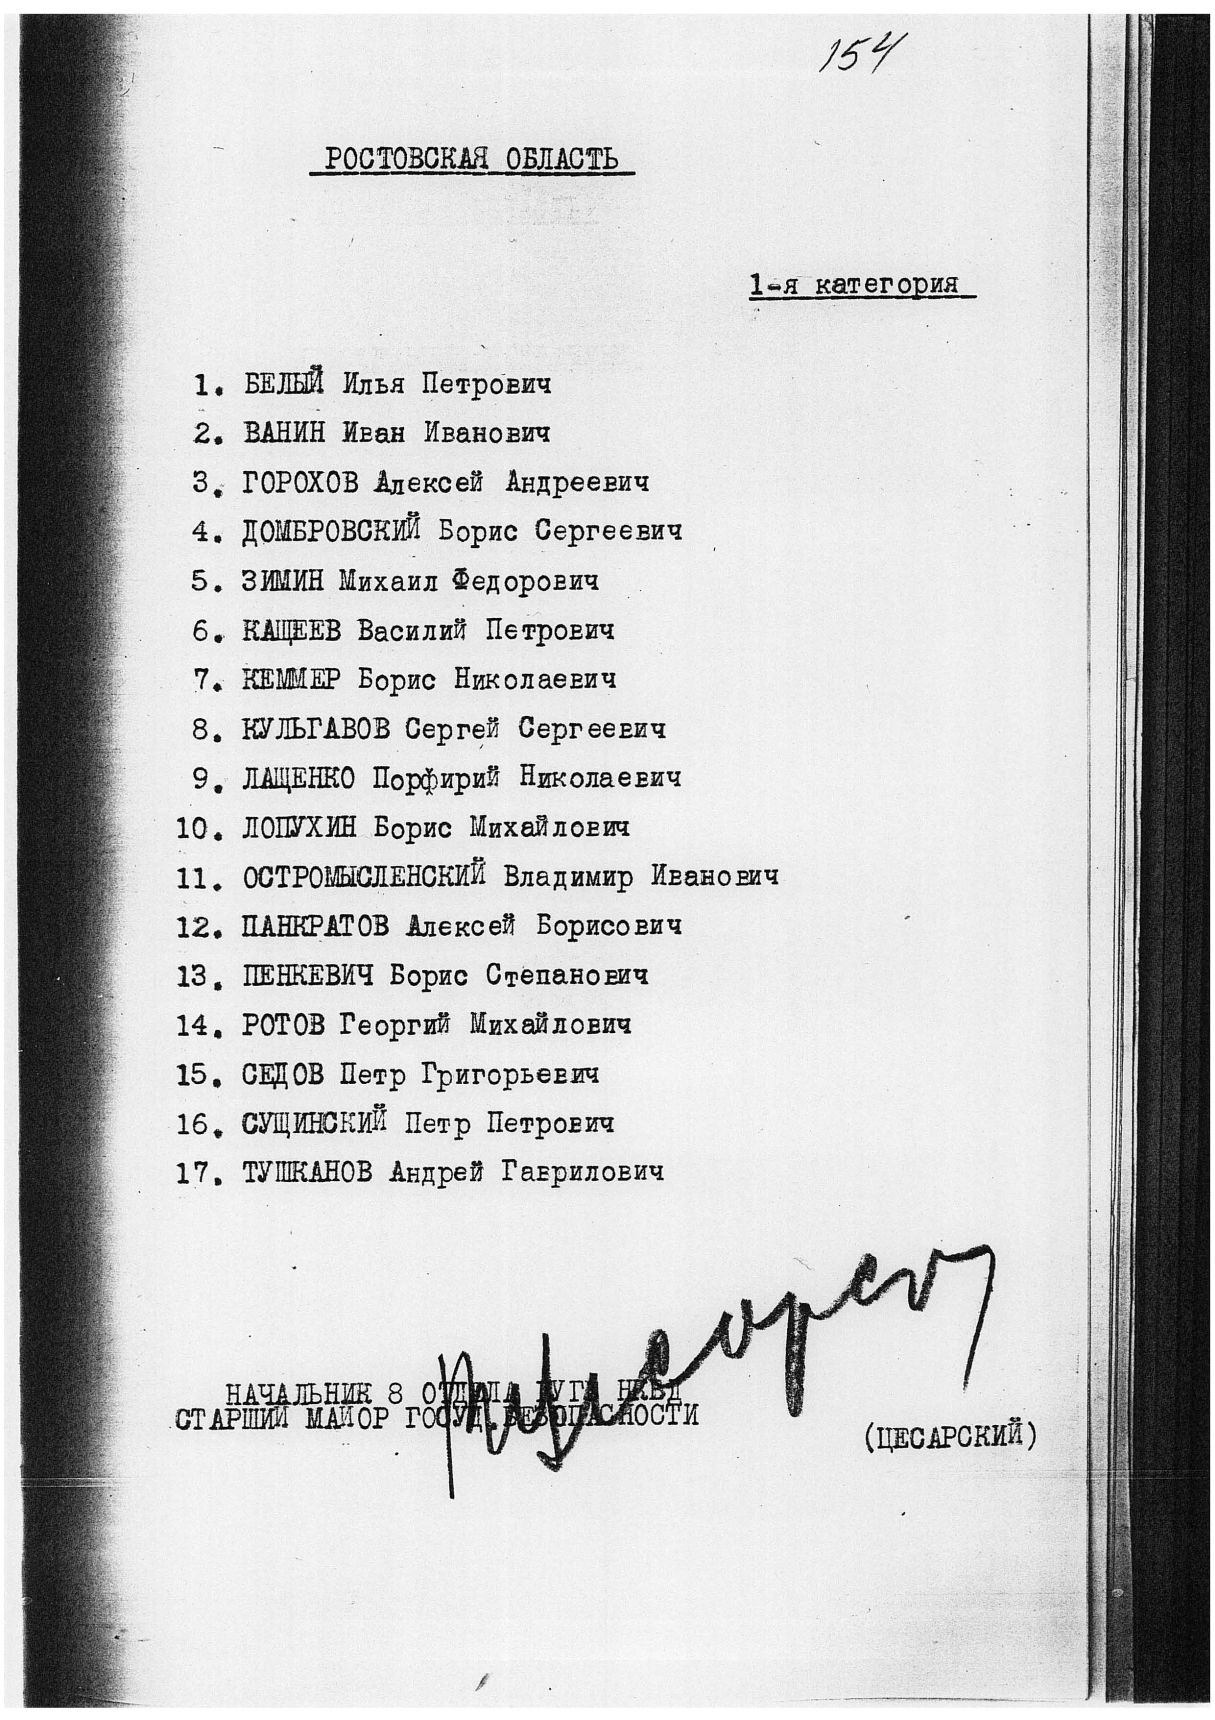 154
РОСТОВСКАЯ ОБЛАСТЬ
1-я категория
1. БЕЛЫЙ Илья Петрович
2. ВАНИН Иван Иванович
3. ГОРОХОВ Алексей Андреевич
4. ДОМБРОВСКИЙ Борис Сергеевич
5. ЗИМИН Михаил Федорович
6. КАЩЕЕВ Василий Петрович
7. КЕММЕР Борис Николаевич
8. КУЛЬГАВОВ Сергей Сергеевич
9. ЛАЩЕНКО Порфирий Николаевич
10. ЛОПУХИН Борис Михайлович
11. ОСТРОМЫСЛЕНСКИЙ Владимир Иванович
12. ПАНКРАТОВ Алексей Борисович
13. ПЕНКЕВИЧ Борис Степанович
14. РОТОВ Георгий Михайлович
15. СЕДОВ Петр Григорьевич
16. СУЩИНСКИЙ Петр Петрович
17. ТУШКАНОВ Андрей Гаврилович
НАЧАЛЬНИК 8 ОТДЕЛА ГУГБ НКВД
СТАРШИЙ МАЙОР ГОСУД.БЕЗОПАСНОСТИ
(ЦЕСАРСКИЙ)